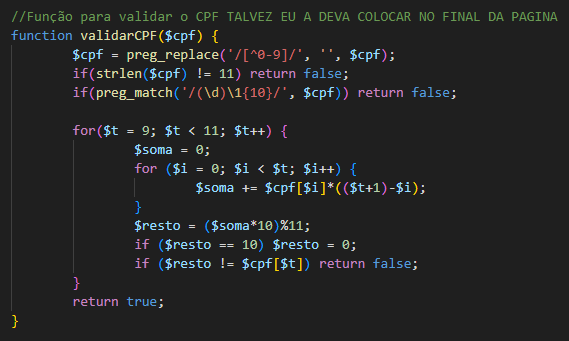 //Função para validar o CPF TALVEZ EU A DEVA COLOCAR NO FINAL DA PAGINA
function validarCPF($cpf) {
        $cpf = preg_replace('/[^0-9]/', '', $cpf);
        if(strlen($cpf) != 11) return false;
        if(preg_match('/(\d)\1{10}/', $cpf)) return false;

        for($t = 9; $t < 11; $t++) {
                $soma = 0;
                for ($i = 0; $i < $t; $i++) {
                        $soma += $cpf[$i]*(($t+1)-$i);
                }
                $resto = ($soma*10)%11;
                if ($resto == 10) $resto = 0;
                if ($resto != $cpf[$t]) return false;
        }
        return true;
}